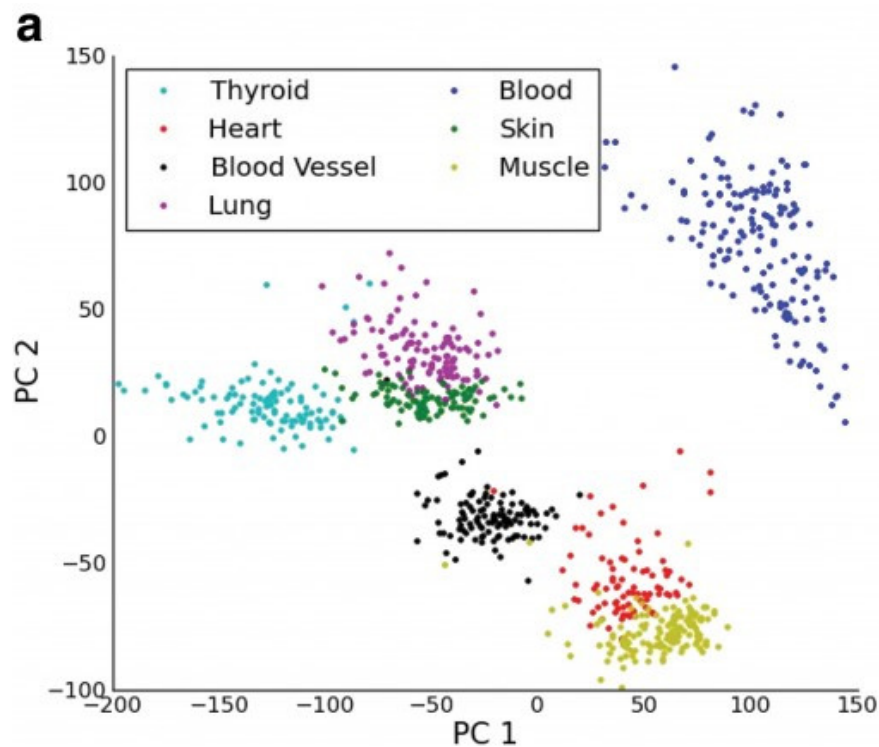 a
150
Thyroid Blood
Heart Skin
Blood Vessel Muscle
Lung
100
50
0
−50
−100
PC 2
−200 −150 −100 −50 0 50 100 150
PC 1